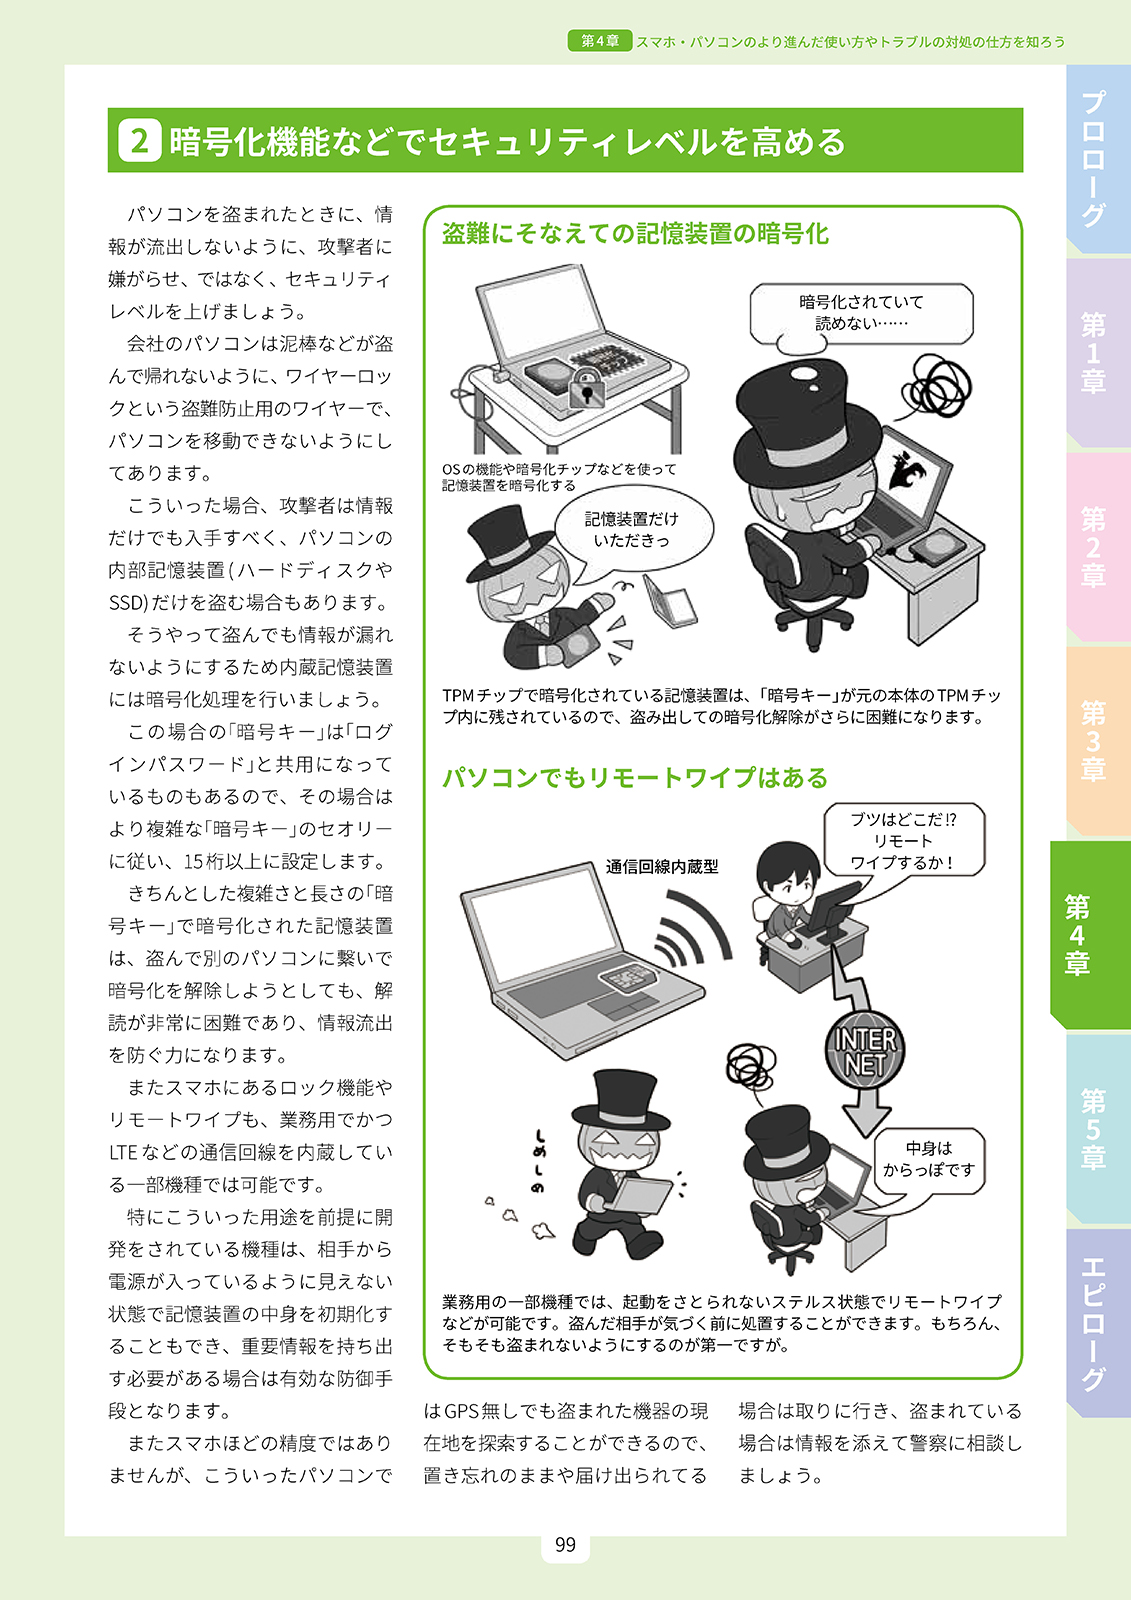 第4章 スマホ・パソコンのより進んだ使い方やトラブルの対処の仕方を知ろう
2 暗号化機能などでセキュリティレベルを高める
パソコンを盗まれたときに、情
報が流出しないように、攻撃者に
嫌がらせ、ではなく、セキュリティ
レベルを上げましょう。
会社のパソコンは泥棒などが盗
んで帰れないように、ワイヤーロッ
クという盗難防止用のワイヤーで、
パソコンを移動できないようにし
てあります。
こういった場合、攻撃者は情報
だけでも入手すべく、パソコンの
内部記憶装置(ハードディスクや
SSD)だけを盗む場合もあります。
そうやって盗んでも情報が漏れ
ないようにするため内蔵記憶装置
には暗号化処理を行いましょう。
この場合の「暗号キー」は「ログ
インパスワード」と共用になって
いるものもあるので、その場合は
より複雑な「暗号キー」のセオリー
に従い、15桁以上に設定します。
きちんとした複雑さと長さの「暗
号キー」で暗号化された記憶装置
は、盗んで別のパソコンに繋いで
暗号化を解除しようとしても、解
読が非常に困難であり、情報流出
を防ぐ力になります。
またスマホにあるロック機能や
リモートワイプも、業務用でかつ
LTEなどの通信回線を内蔵してい
る一部機種では可能です。
特にこういった用途を前提に開
発をされている機種は、相手から
電源が入っているように見えない
状態で記憶装置の中身を初期化す
ることもでき、重要情報を持ち出
す必要がある場合は有効な防御手
段となります。
またスマホほどの精度ではあり
ませんが、こういったパソコンで
盗難にそなえての記憶装置の暗号化
暗号化されていて
読めない……
OSの機能や暗号化チップなどを使って
記憶装置を暗号化する
記憶装置だけ
いただきっ
TPMチップで暗号化されている記憶装置は、「暗号キー」が元の本体のTPMチッ
プ内に残されているので、盗み出しての暗号化解除がさらに困難になります。
パソコンでもリモートワイプはある
ブツはどこだ!?
リモート
ワイプするか！
通信回線内蔵型
INTER
NET
しめしめ
中身は
からっぽです
業務用の一部機種では、起動をさとられないステルス状態でリモートワイプ
などが可能です。盗んだ相手が気づく前に処置することができます。もちろん、
そもそも盗まれないようにするのが第一ですが。
はGPS無しでも盗まれた機器の現
在地を探索することができるので、
置き忘れのままや届け出られてる
場合は取りに行き、盗まれている
場合は情報を添えて警察に相談し
ましょう。
プロローグ
第1章
第2章
第3章
第4章
第5章
エピローグ
99